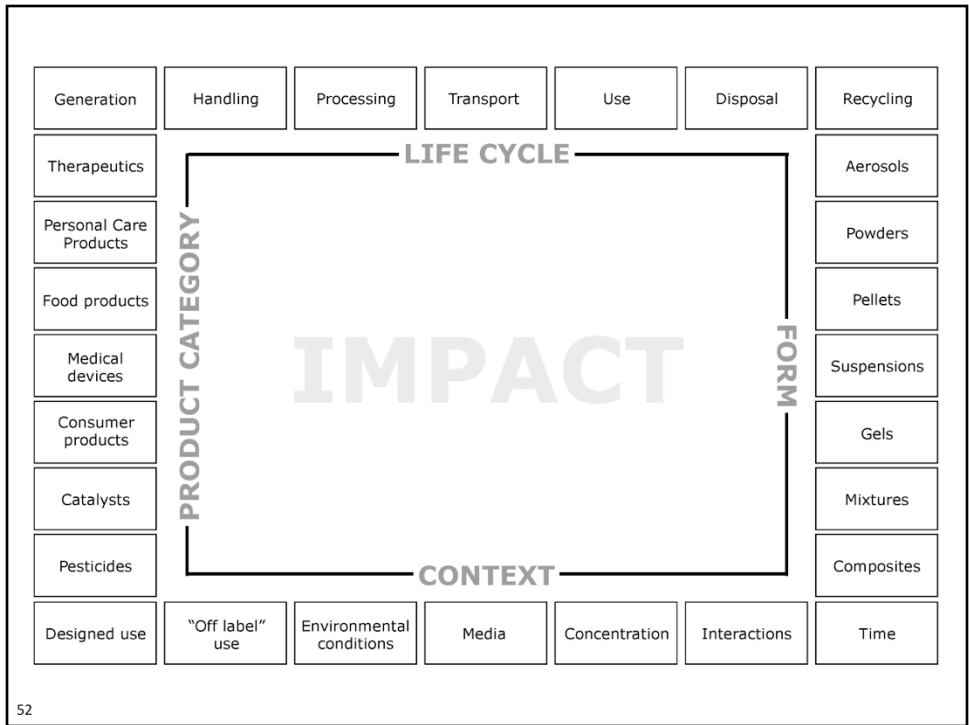 Generation
Handling
Processing
Transport
Use
Disposal
Recycling
LIFE CYCLE
Therapeutics
Personal Care
Products
Food products
Medical
devices
Consumer
products
Catalysts
Pesticides
PRODUCT CATEGORY
IMPACT
FORM
Aerosols
Powders
Pellets
Suspensions
Gels
Mixtures
Composites
CONTEXT
Designed use
“Off label”
use
Environmental
conditions
Media
Concentration
Interactions
Time
52